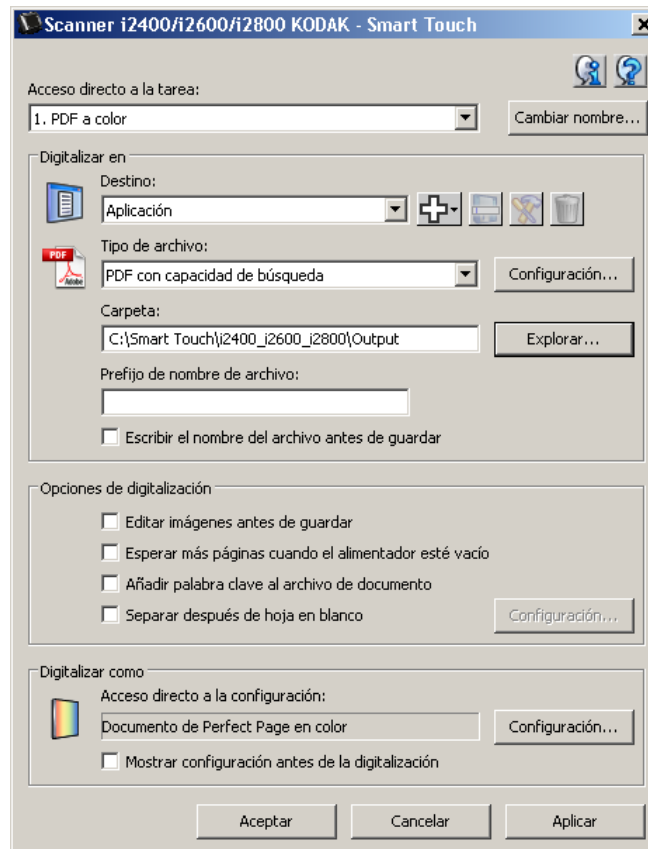 Scanner i2400/i2600/i2800 KODAK - Smart Touch
Acceso directo a la tarea:
1. PDF a color
Cambiar nombre...
Digitalizar en
Destino:
Aplicación
Tipo de archivo:
PDF
Adobe
PDF con capacidad de búsqueda
Configuración...
Carpeta:
C:\Smart Touch\i2400_i2600_i2800\Output
Explorar...
Prefijo de nombre de archivo:
Escribir el nombre del archivo antes de guardar
Opciones de digitalización
Editar imágenes antes de guardar
Esperar más páginas cuando el alimentador esté vacío
Añadir palabra clave al archivo de documento
Separar después de hoja en blanco
Configuración...
Digitalizar como
Acceso directo a la configuración:
Documento de Perfect Page en color
Configuración...
Mostrar configuración antes de la digitalización
Aceptar
Cancelar
Aplicar